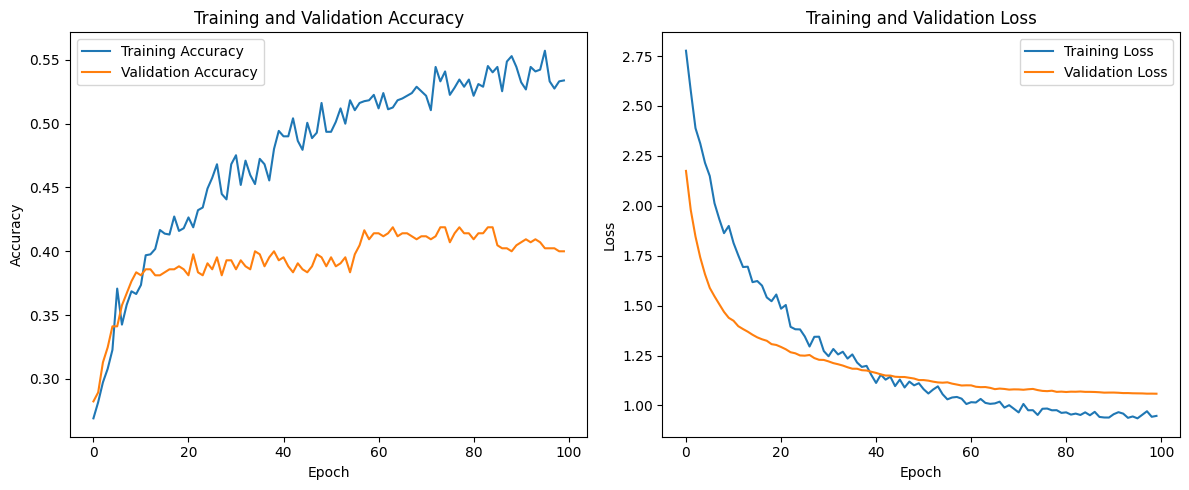 Training and Validation Accuracy
Training Accuracy
Validation Accuracy
0.55
0.50
0.45
0.40
0.35
0.30
Accuracy
0
20
40
60
80
100
Epoch
Training and Validation Loss
Training Loss
Validation Loss
2.75
2.50
2.25
2.00
1.75
1.50
1.25
1.00
Loss
0
20
40
60
80
100
Epoch